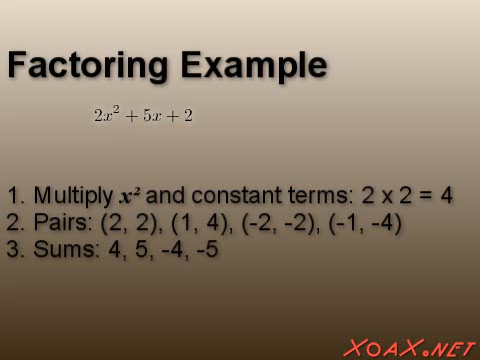 Factoring Example
2x² + 5x + 2
1. Multiply x² and constant terms: 2 x 2 = 4
2. Pairs: (2, 2), (1, 4), (-2, -2), (-1, -4)
3. Sums: 4, 5, -4, -5
XOAX.NET